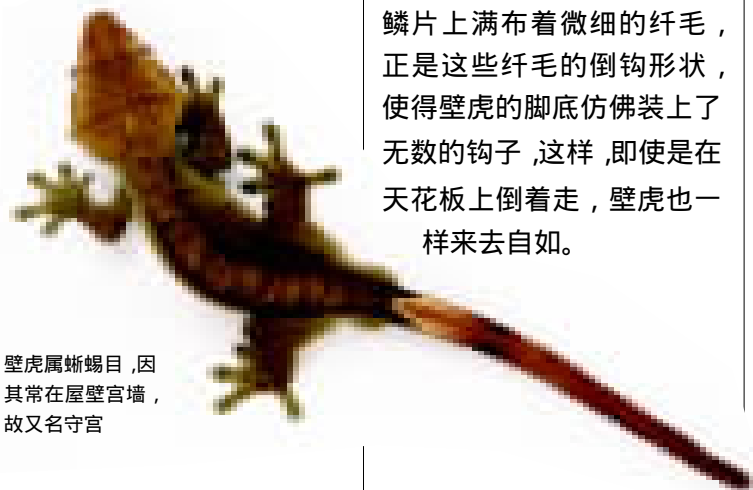 鳞片上满布着微细的纤毛，
正是这些纤毛的倒钩形状，
使得壁虎的脚底仿佛装上了
无数的钩子,这样,即使是在
天花板上倒着走，壁虎也一
样来去自如。
壁虎属蜥蜴目,因
其常在屋壁宫墙，
故又名守宫